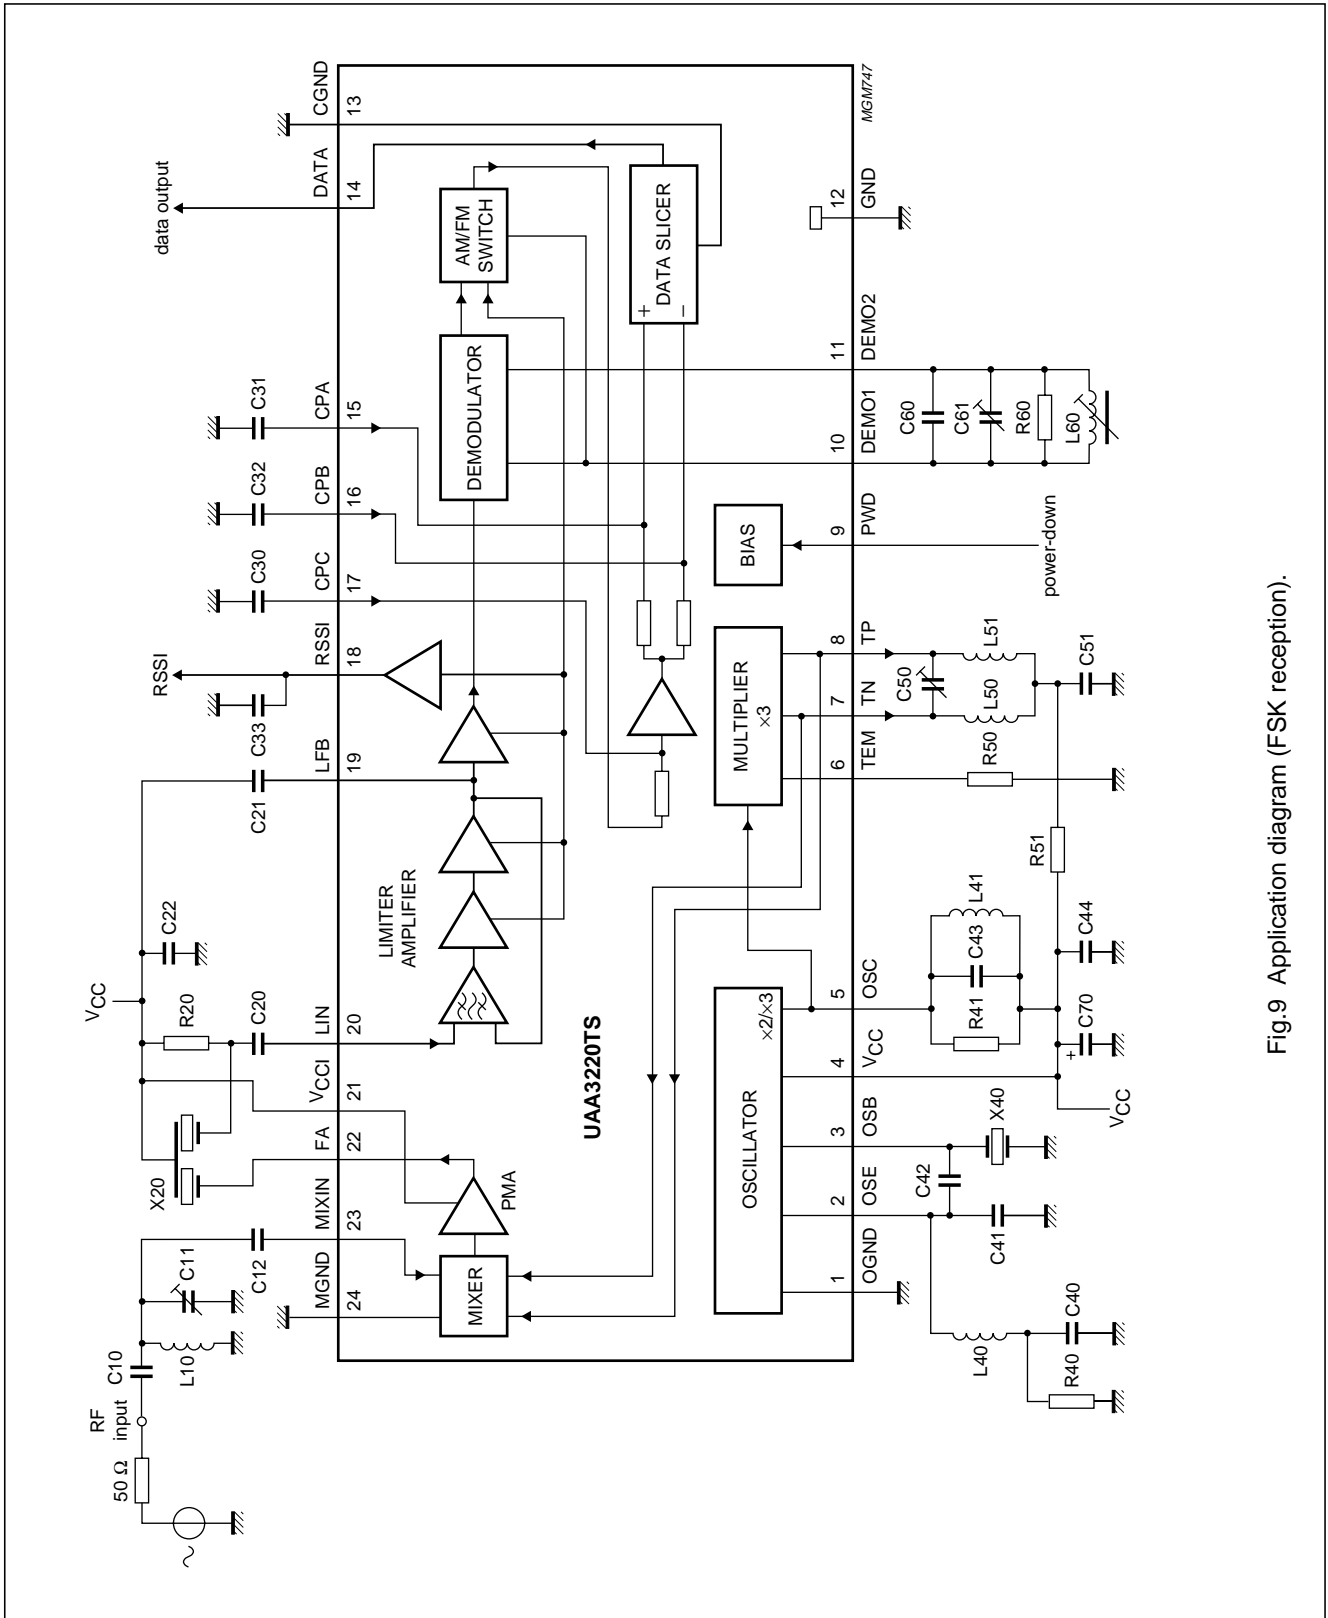 RF
input
50 Ω
~
C10
L10
C11
C12
X20
VCC
R20
C20
C22
C21
C33
RSSI
C30
C32
C31
data output
MGND
24
MIXIN
23
FA
22
VCCI
21
LIN
20
LFB
19
RSSI
18
CPC
17
CPB
16
CPA
15
DATA
14
CGND
13
MIXER
PMA
LIMITER
AMPLIFIER
DEMODULATOR
AM/FM
SWITCH
UAA3220TS
DATA SLICER
+
−
OSCILLATOR
×2/×3
MULTIPLIER
×3
BIAS
1
OGND
2
OSE
3
OSB
4
VCC
5
OSC
6
TEM
7
TN
8
TP
9
PWD
10
DEMO1
11
DEMO2
12
GND
MGM747
R40
C40
L40
C41
C42
X40
VCC
+
C70
C44
R41
C43
L41
R51
R50
L50
C50
L51
C51
power-down
C60
C61
R60
L60
Fig.9 Application diagram (FSK reception).